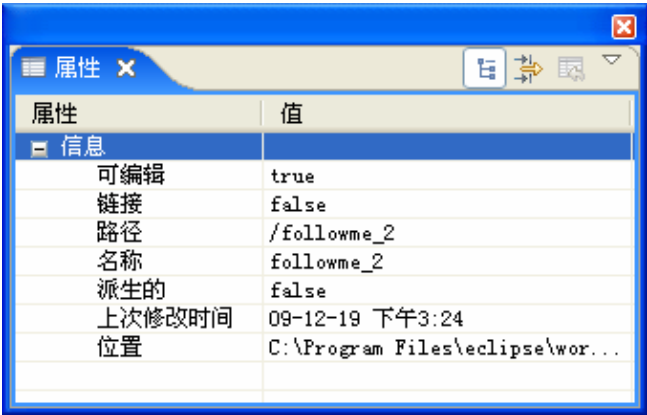 属性
属性 值
信息
可编辑 true
链接 false
路径 /followme_2
名称 followme_2
派生的 false
上次修改时间 09-12-19 下午3:24
位置 C:\Program Files\eclipse\wor...